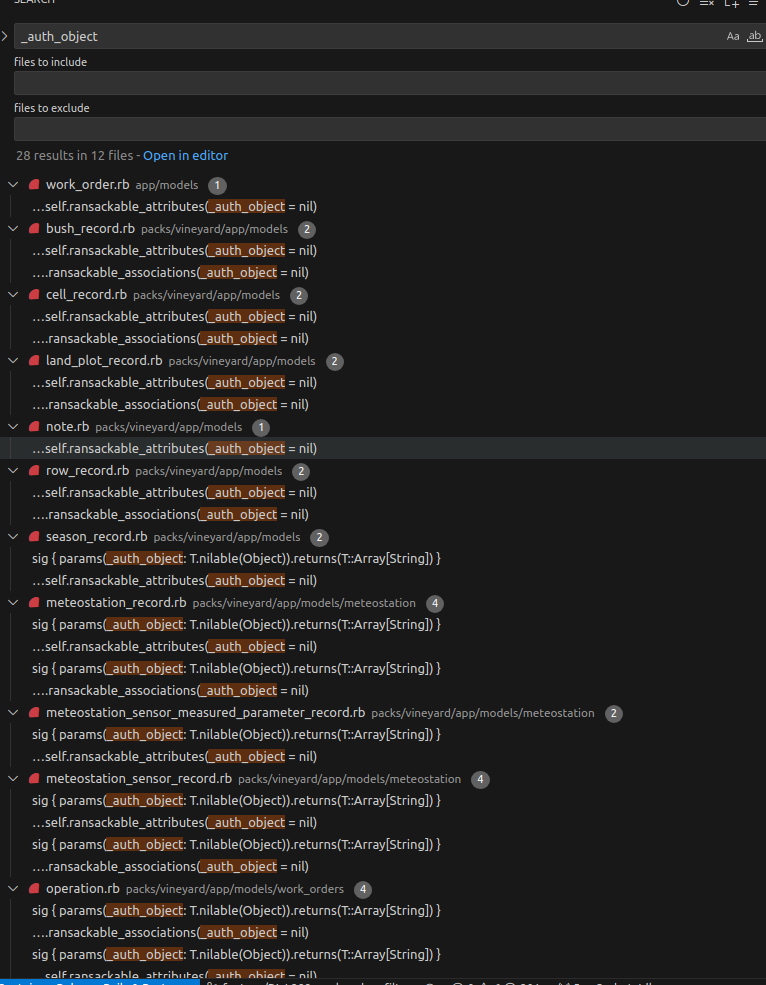 SEARCH
_auth_object
Aa ab
files to include
files to exclude
28 results in 12 files - Open in editor
work_order.rb app/models 1
…self.ransackable_attributes(_auth_object = nil)
bush_record.rb packs/vineyard/app/models 2
…self.ransackable_attributes(_auth_object = nil)
….ransackable_associations(_auth_object = nil)
cell_record.rb packs/vineyard/app/models 2
…self.ransackable_attributes(_auth_object = nil)
….ransackable_associations(_auth_object = nil)
land_plot_record.rb packs/vineyard/app/models 2
…self.ransackable_attributes(_auth_object = nil)
….ransackable_associations(_auth_object = nil)
note.rb packs/vineyard/app/models 1
…self.ransackable_attributes(_auth_object = nil)
row_record.rb packs/vineyard/app/models 2
…self.ransackable_attributes(_auth_object = nil)
….ransackable_associations(_auth_object = nil)
season_record.rb packs/vineyard/app/models 2
sig { params(_auth_object: T.nilable(Object)).returns(T::Array[String]) }
…self.ransackable_attributes(_auth_object = nil)
meteostation_record.rb packs/vineyard/app/models/meteostation 4
sig { params(_auth_object: T.nilable(Object)).returns(T::Array[String]) }
…self.ransackable_attributes(_auth_object = nil)
sig { params(_auth_object: T.nilable(Object)).returns(T::Array[String]) }
….ransackable_associations(_auth_object = nil)
meteostation_sensor_measured_parameter_record.rb packs/vineyard/app/models/meteostation 2
sig { params(_auth_object: T.nilable(Object)).returns(T::Array[String]) }
…self.ransackable_attributes(_auth_object = nil)
meteostation_sensor_record.rb packs/vineyard/app/models/meteostation 4
sig { params(_auth_object: T.nilable(Object)).returns(T::Array[String]) }
…self.ransackable_attributes(_auth_object = nil)
sig { params(_auth_object: T.nilable(Object)).returns(T::Array[String]) }
….ransackable_associations(_auth_object = nil)
operation.rb packs/vineyard/app/models/work_orders 4
sig { params(_auth_object: T.nilable(Object)).returns(T::Array[String]) }
….ransackable_associations(_auth_object = nil)
sig { params(_auth_object: T.nilable(Object)).returns(T::Array[String]) }
…self.ransackable_attributes(_auth_object = nil)